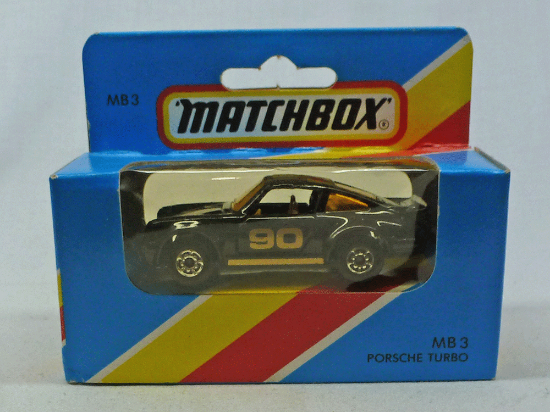 MB3
MATCHBOX
®
90
MB 3
PORSCHE TURBO